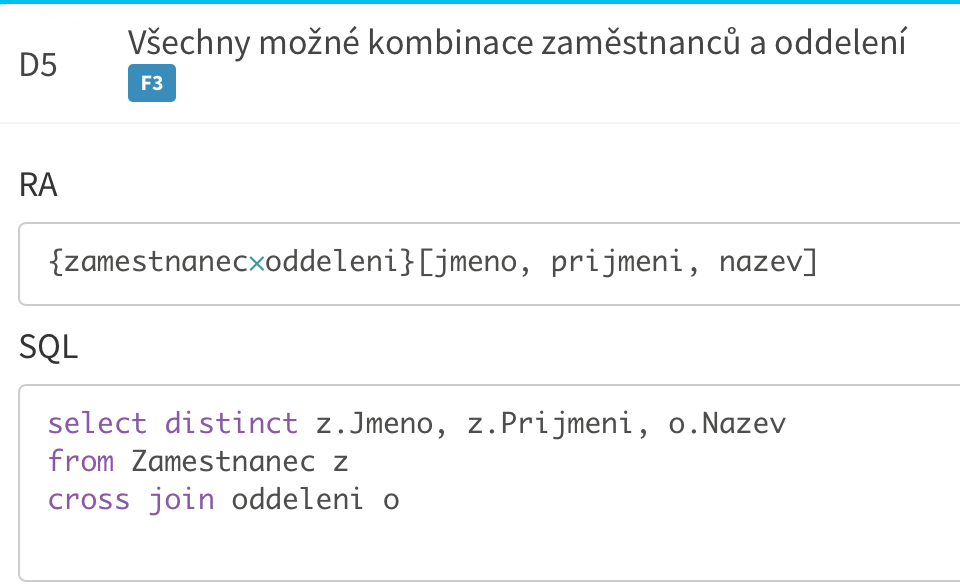 D5
Všechny možné kombinace zaměstnanců a oddelení
F3
RA
{zamestnanec×oddeleni}[jmeno, prijmeni, nazev]
SQL
select distinct z.Jmeno, z.Prijmeni, o.Nazev
from Zamestnanec z
cross join oddeleni o